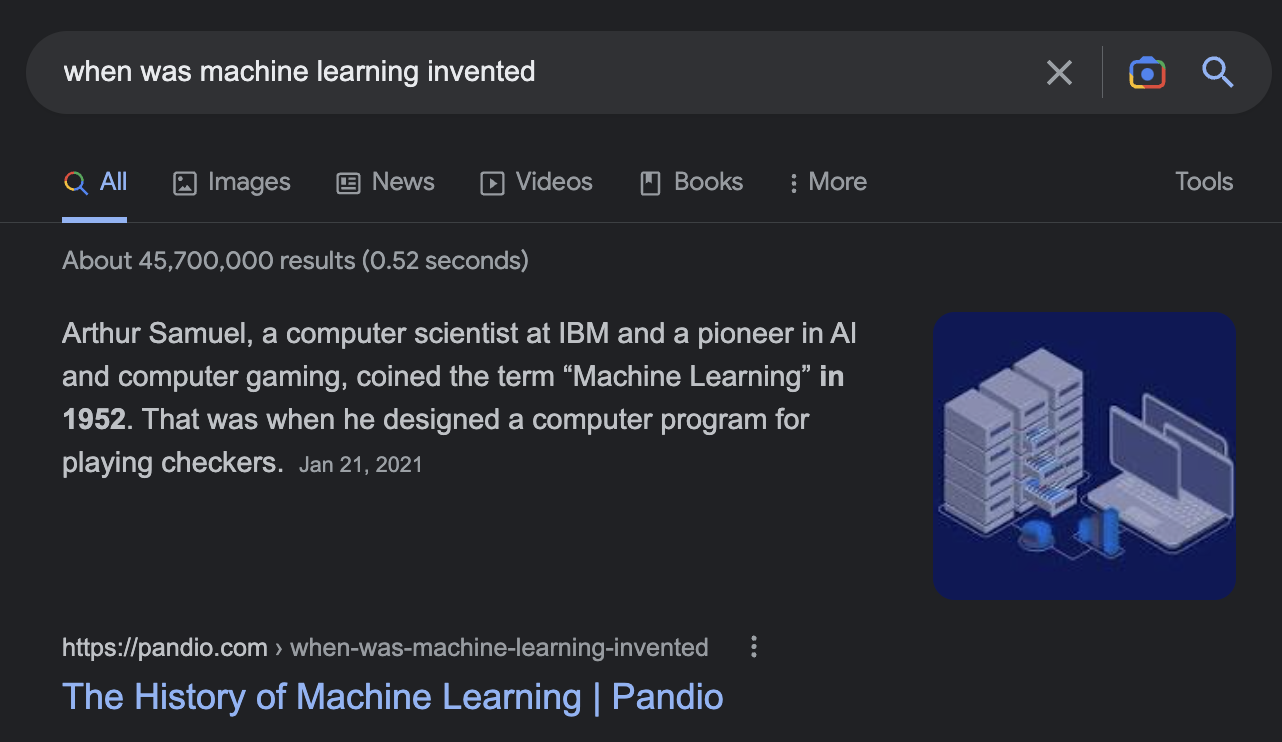 when was machine learning invented
All Images News Videos Books More Tools
About 45,700,000 results (0.52 seconds)
Arthur Samuel, a computer scientist at IBM and a pioneer in AI
and computer gaming, coined the term “Machine Learning” in
1952. That was when he designed a computer program for
playing checkers. Jan 21, 2021
https://pandio.com › when-was-machine-learning-invented
The History of Machine Learning | Pandio